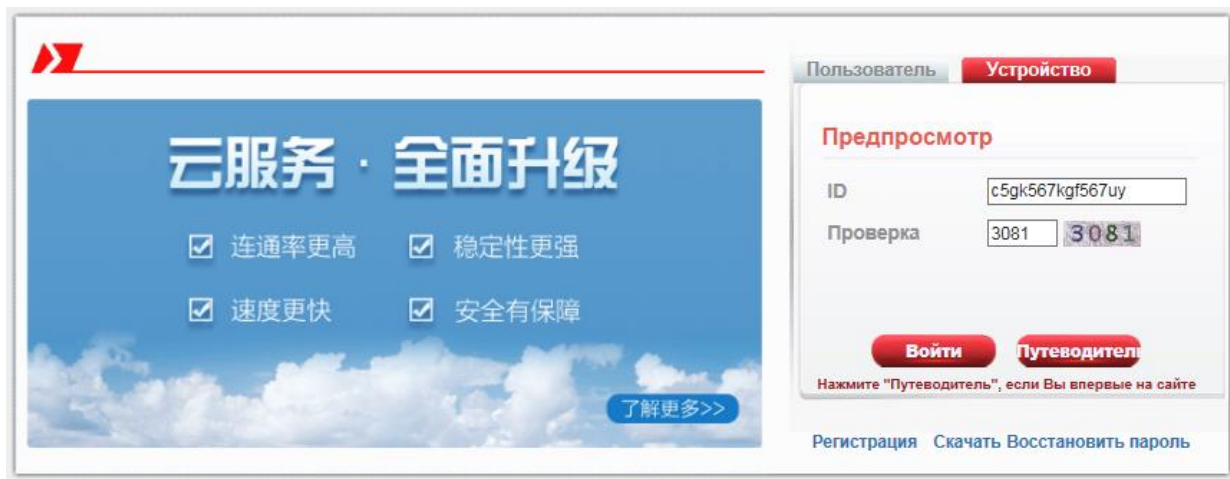 云服务·全面升级
连通率更高 稳定性更强
速度更快 安全有保障
了解更多>>
Пользователь Устройство
Предпросмотр
ID c5gk567kgf567uy
Проверка 3081 3081
Войти Путеводител
Нажмите "Путеводитель", если Вы впервые на сайте
Регистрация Скачать Восстановить пароль